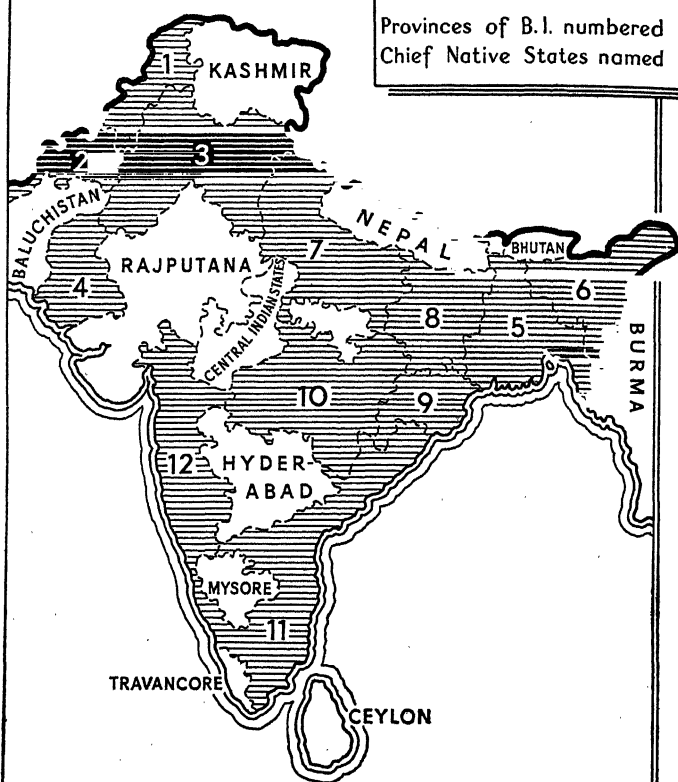 Provinces of B.I. numbered
Chief Native States named
1
KASHMIR
2
3
BALUCHISTAN
4
RAJPUTANA
CENTRAL INDIAN STATES
7
NEPAL
BHUTAN
6
8
5
BURMA
10
9
12
HYDER-
ABAD
MYSORE
11
TRAVANCORE
CEYLON